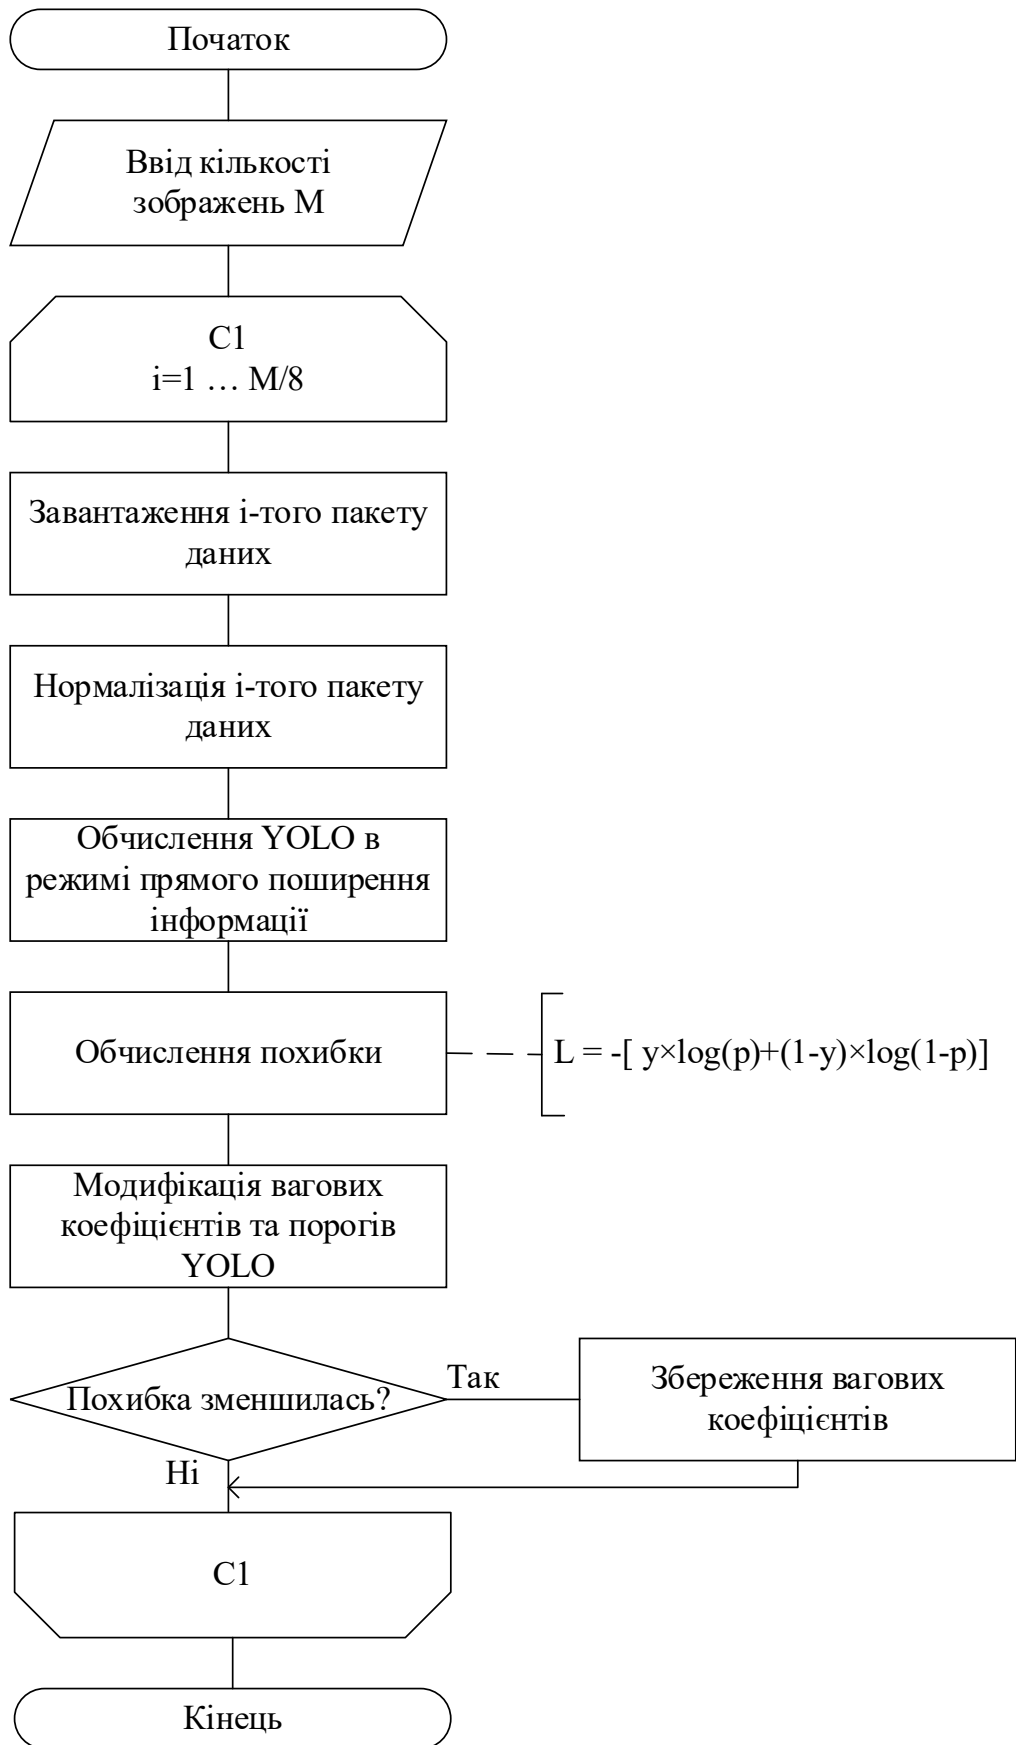 Початок
Ввід кількості
зображень М
С1
і=1 … М/8
Завантаження і-того пакету
даних
Нормалізація і-того пакету
даних
Обчислення YOLO в
режимі прямого поширення
інформації
Обчислення похибки
L = -[ y×log(p)+(1-y)×log(1-p)]
Модифікація вагових
коефіцієнтів та порогів
YOLO
Похибка зменшилась?
Так
Збереження вагових
коефіцієнтів
Ні
С1
Кінець